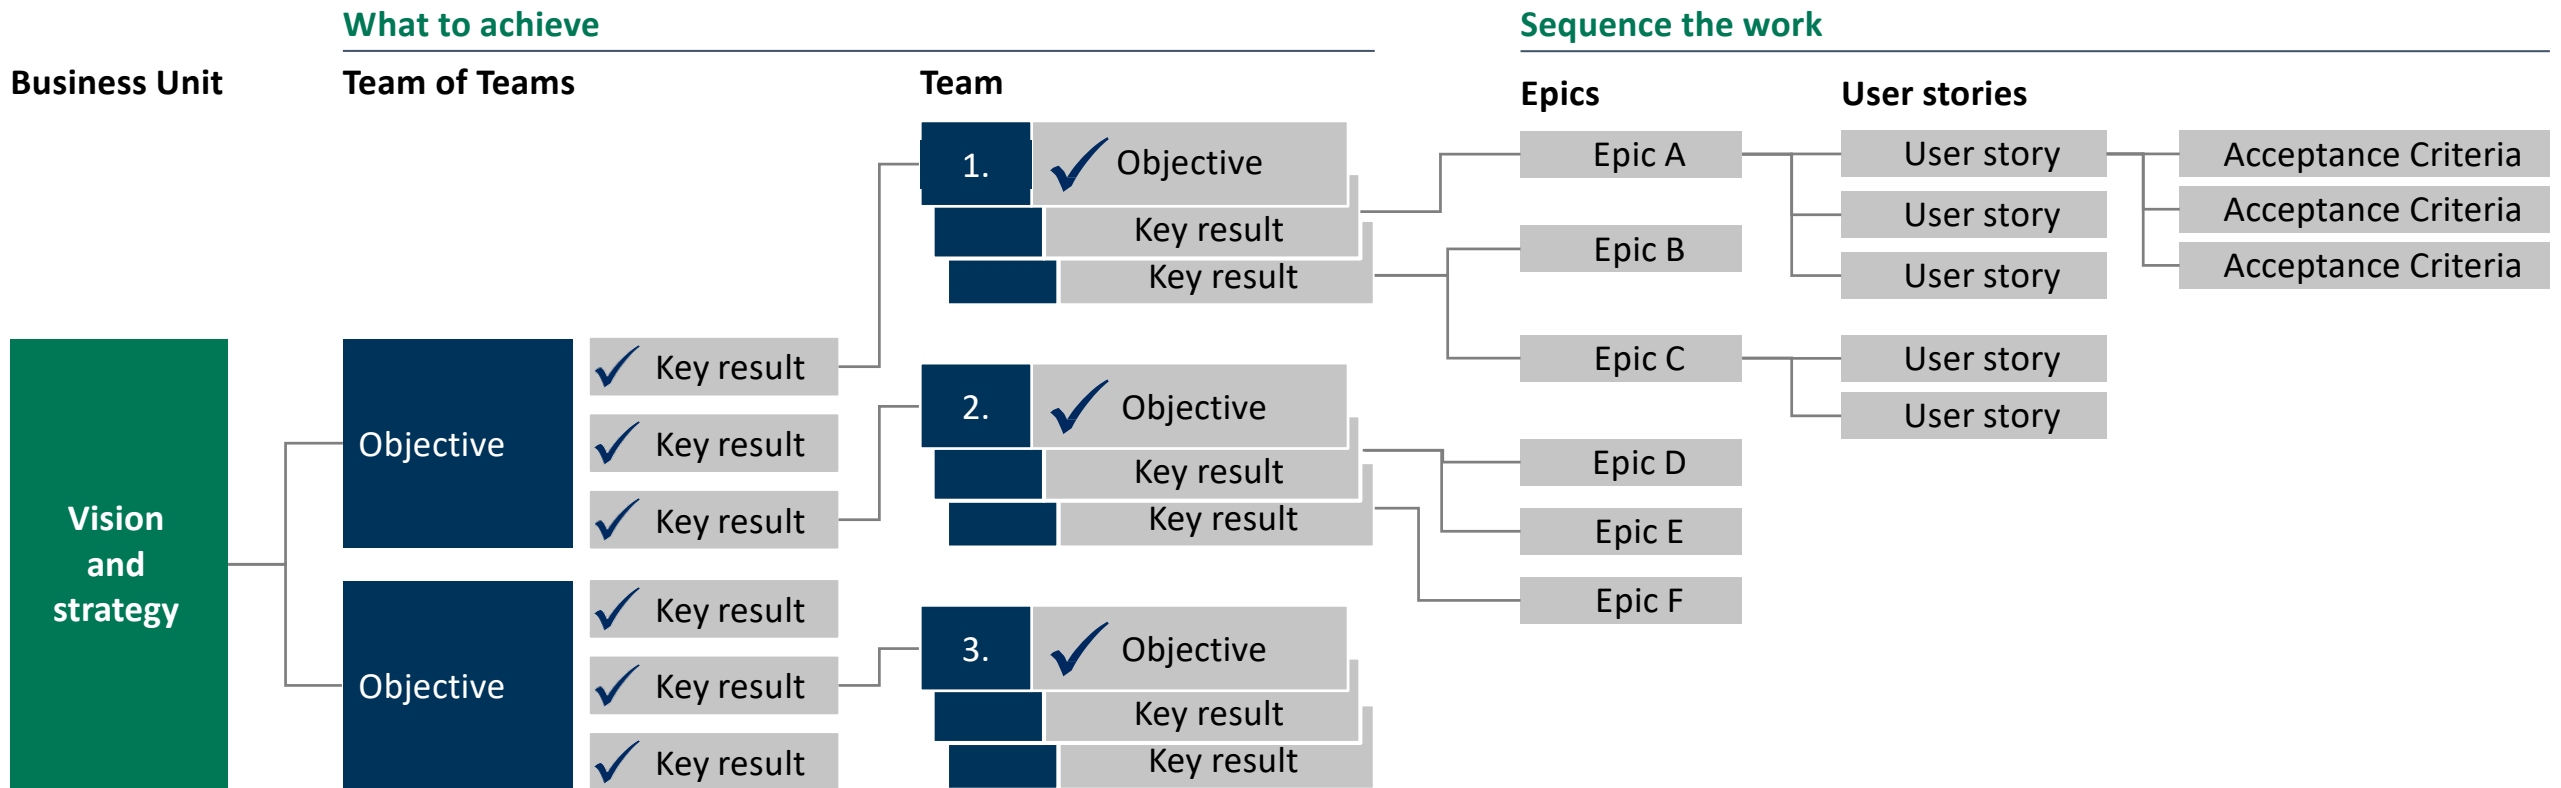 What to achieve
Sequence the work
Business Unit
Team of Teams
Team
Epics
User stories
Vision
and
strategy
Objective
Key result
Key result
Key result
Objective
Key result
Key result
Key result
1.
Objective
Key result
Key result
2.
Objective
Key result
Key result
3.
Objective
Key result
Key result
Epic A
Epic B
Epic C
Epic D
Epic E
Epic F
User story
User story
User story
User story
User story
Acceptance Criteria
Acceptance Criteria
Acceptance Criteria